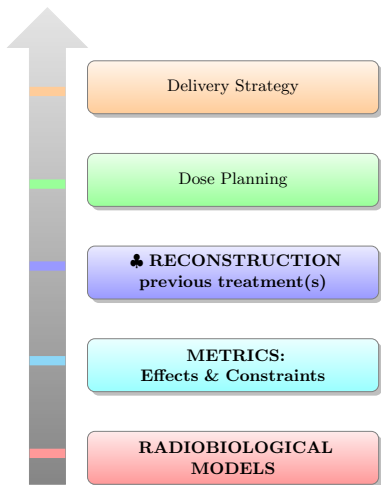 Delivery Strategy
Dose Planning
♣ RECONSTRUCTION
previous treatment(s)
METRICS:
Effects & Constraints
RADIOBIOLOGICAL
MODELS